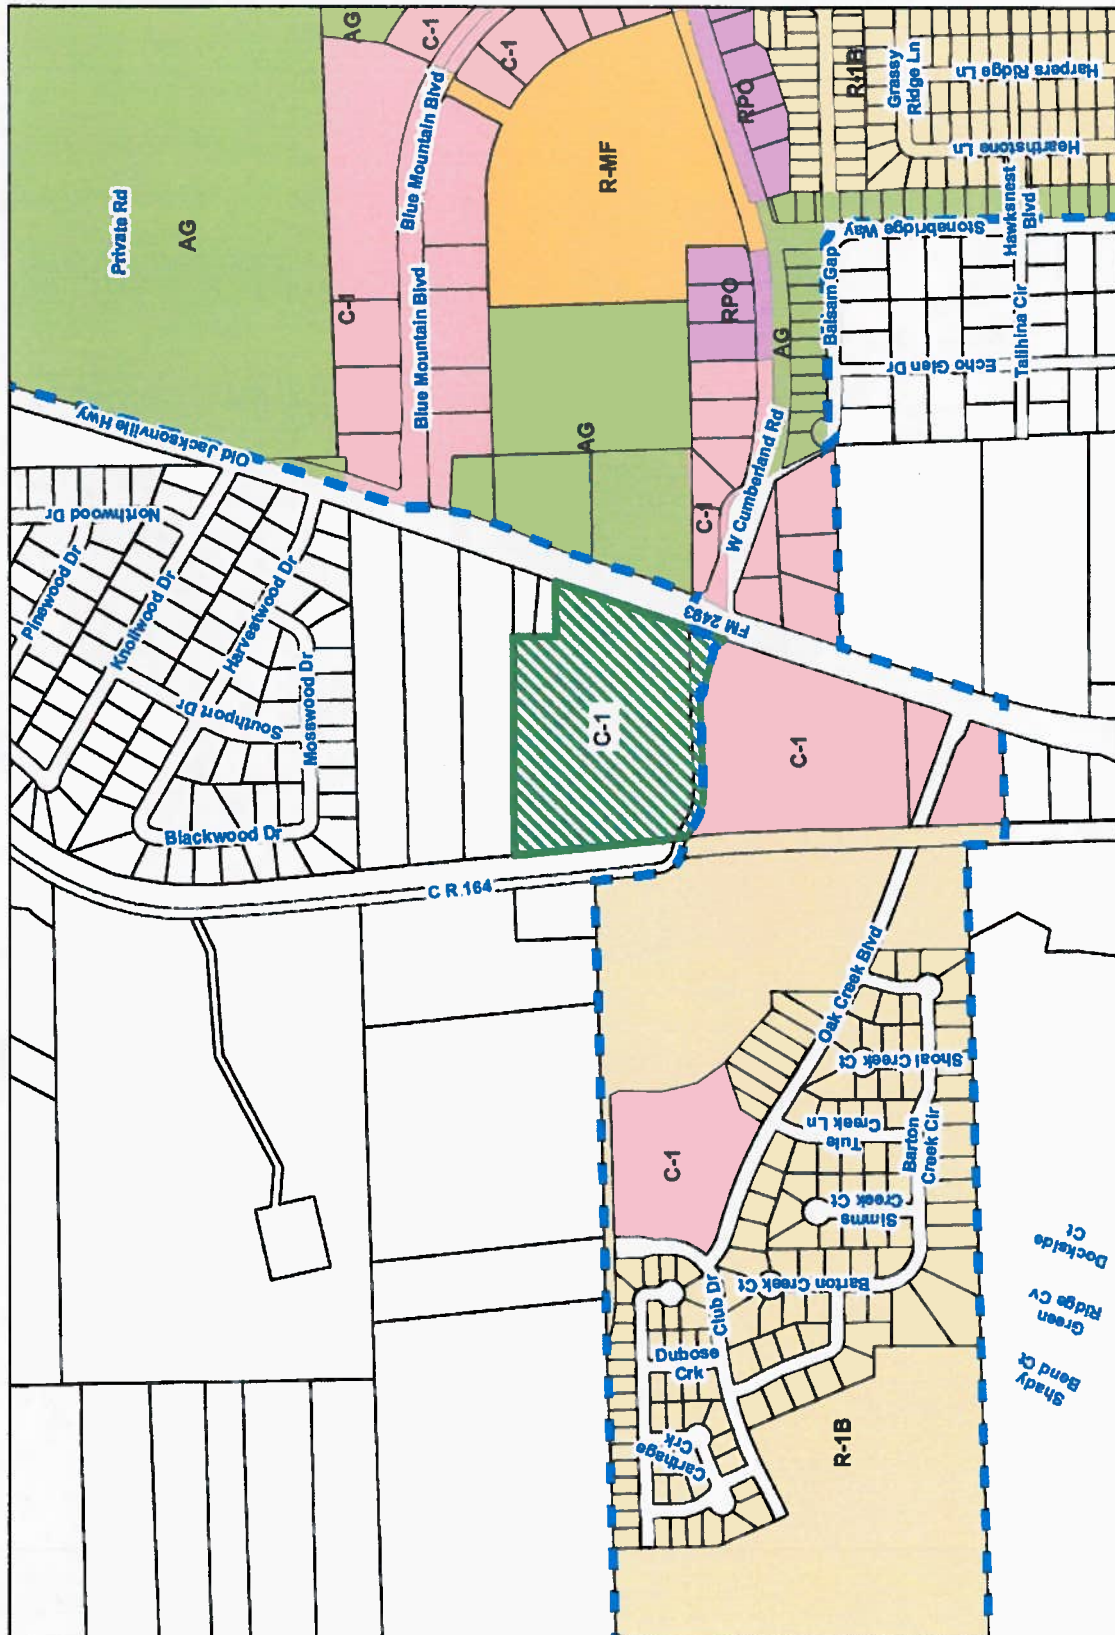 AG
C-1
C-1
Private Rd
AG
Blue Mountain Blvd
C-1
Blue Mountain Blvd
R-MF
RPO
R-1B
Grassy
Ridge Ln
Harpers Ridge Ln
Hearthstone Ln
Hawksnest
Blvd
Stonebridge Way
Balsam Gap
RPO
AG
Echo Glen Dr
Talihina Cir
AG
W Cumberland Rd
C-1
Old Jacksonville Hwy
FM 2493
Northwood Dr
Pinewood Dr
Knollwood Dr
Harvestwood Dr
Southport Dr
Mosswood Dr
Blackwood Dr
C-1
C-1
C R 164
Oak Creek Blvd
Shoal Creek Ct
Tule
Creek Ln
Barton
Creek Cir
Simms
Creek Ct
C-1
Barton Creek Ct
Club Dr
Dubose
Crk
Carthage
Crk
R-1B
Dockside
Ct
Green
Ridge Cv
Shady
Bend Ct